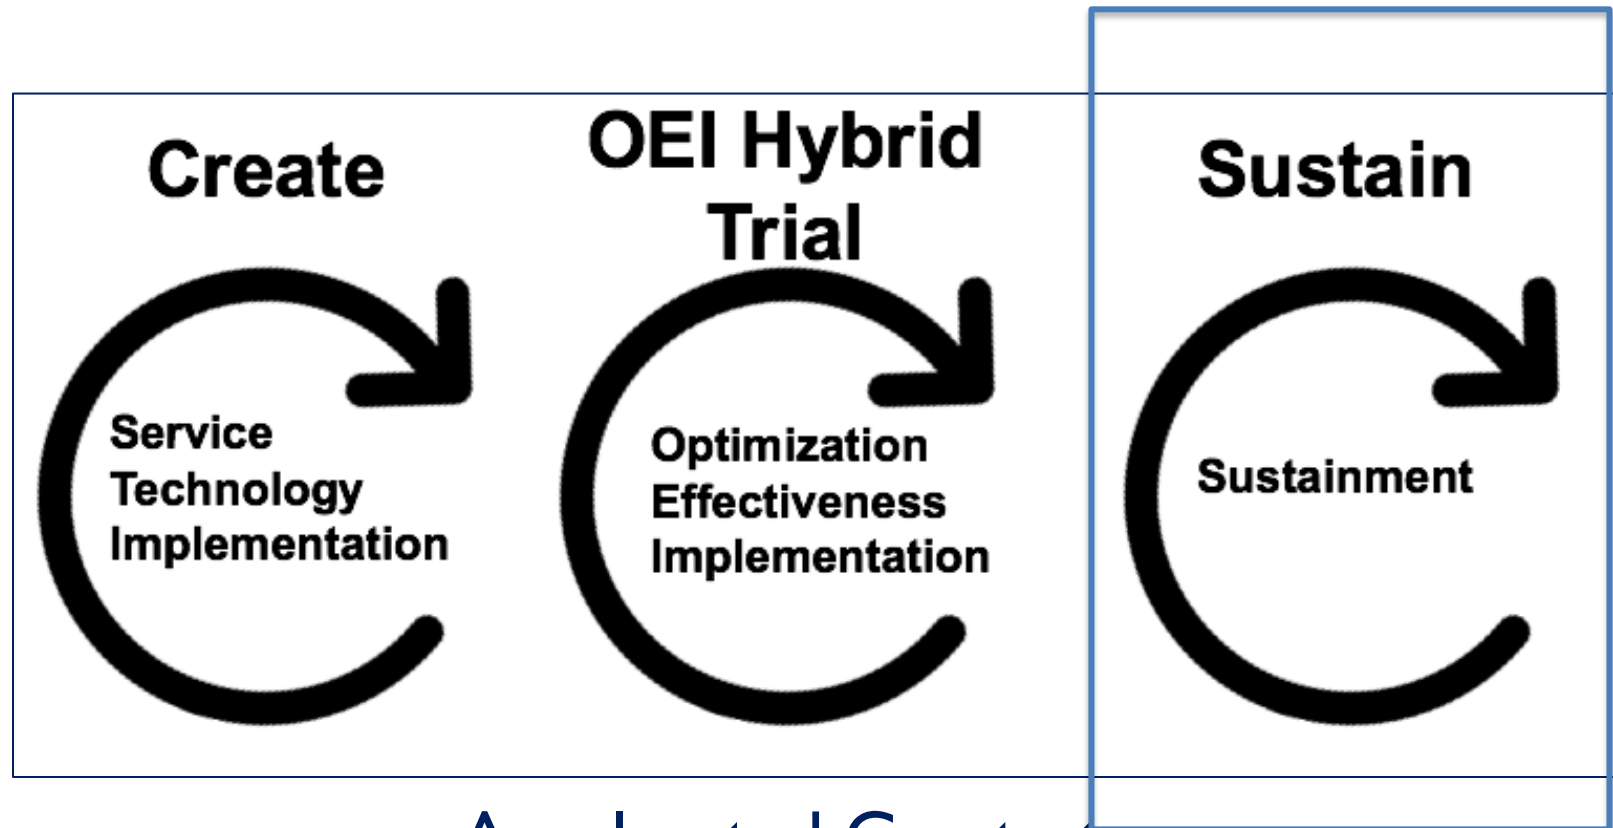 Create
OEI Hybrid
Trial
Sustain
Service
Technology
Implementation
Optimization
Effectiveness
Implementation
Sustainment